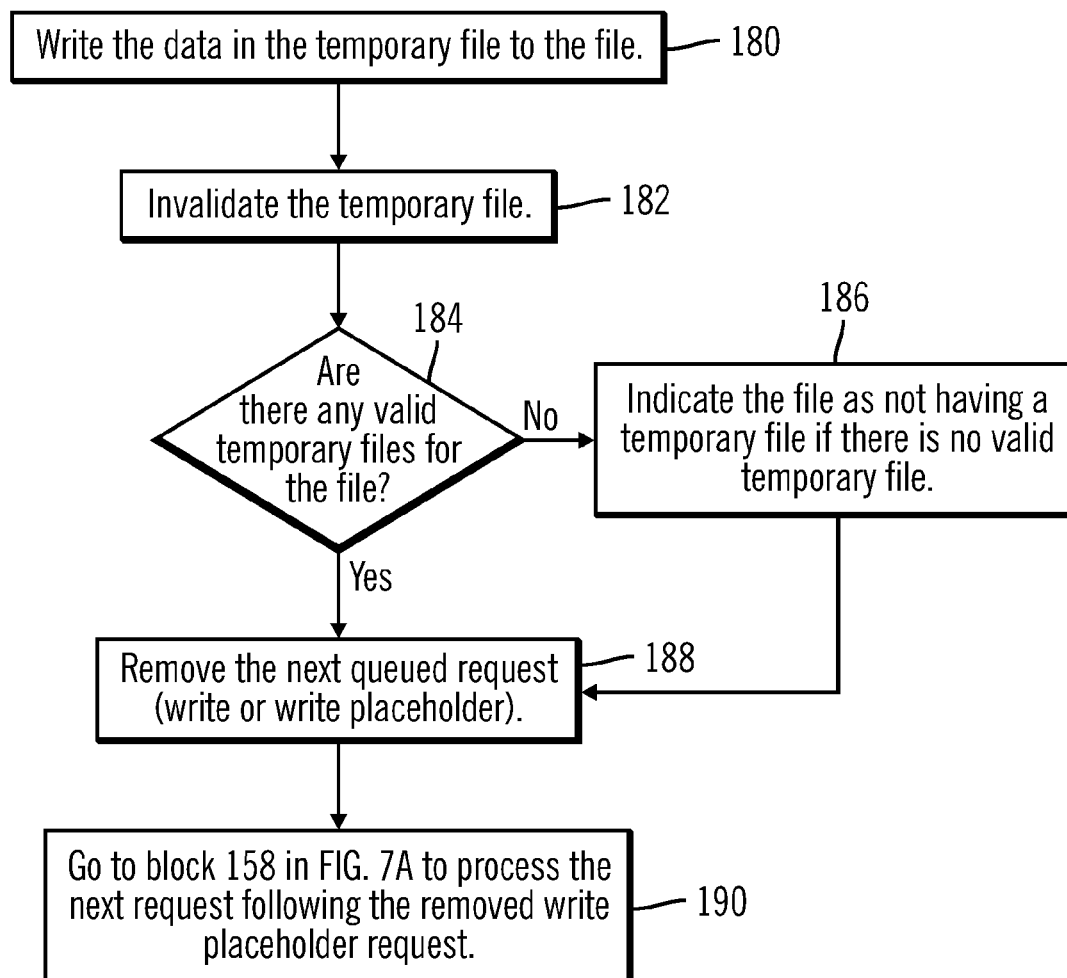 Write the data in the temporary file to the file.
180
Invalidate the temporary file.
182
184
Are
there any valid
temporary files for
the file?
No
186
Indicate the file as not having a
temporary file if there is no valid
temporary file.
Yes
Remove the next queued request
(write or write placeholder).
188
Go to block 158 in FIG. 7A to process the
next request following the removed write
placeholder request.
190